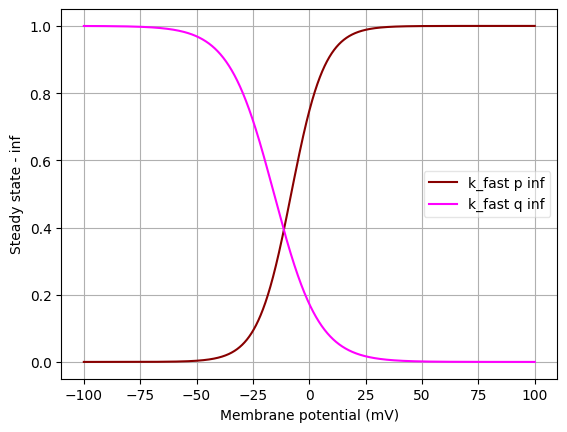 1.0
0.8
0.6
0.4
0.2
0.0
Steady state - inf
k_fast p inf
k_fast q inf
−100 −75 −50 −25 0 25 50 75 100
Membrane potential (mV)